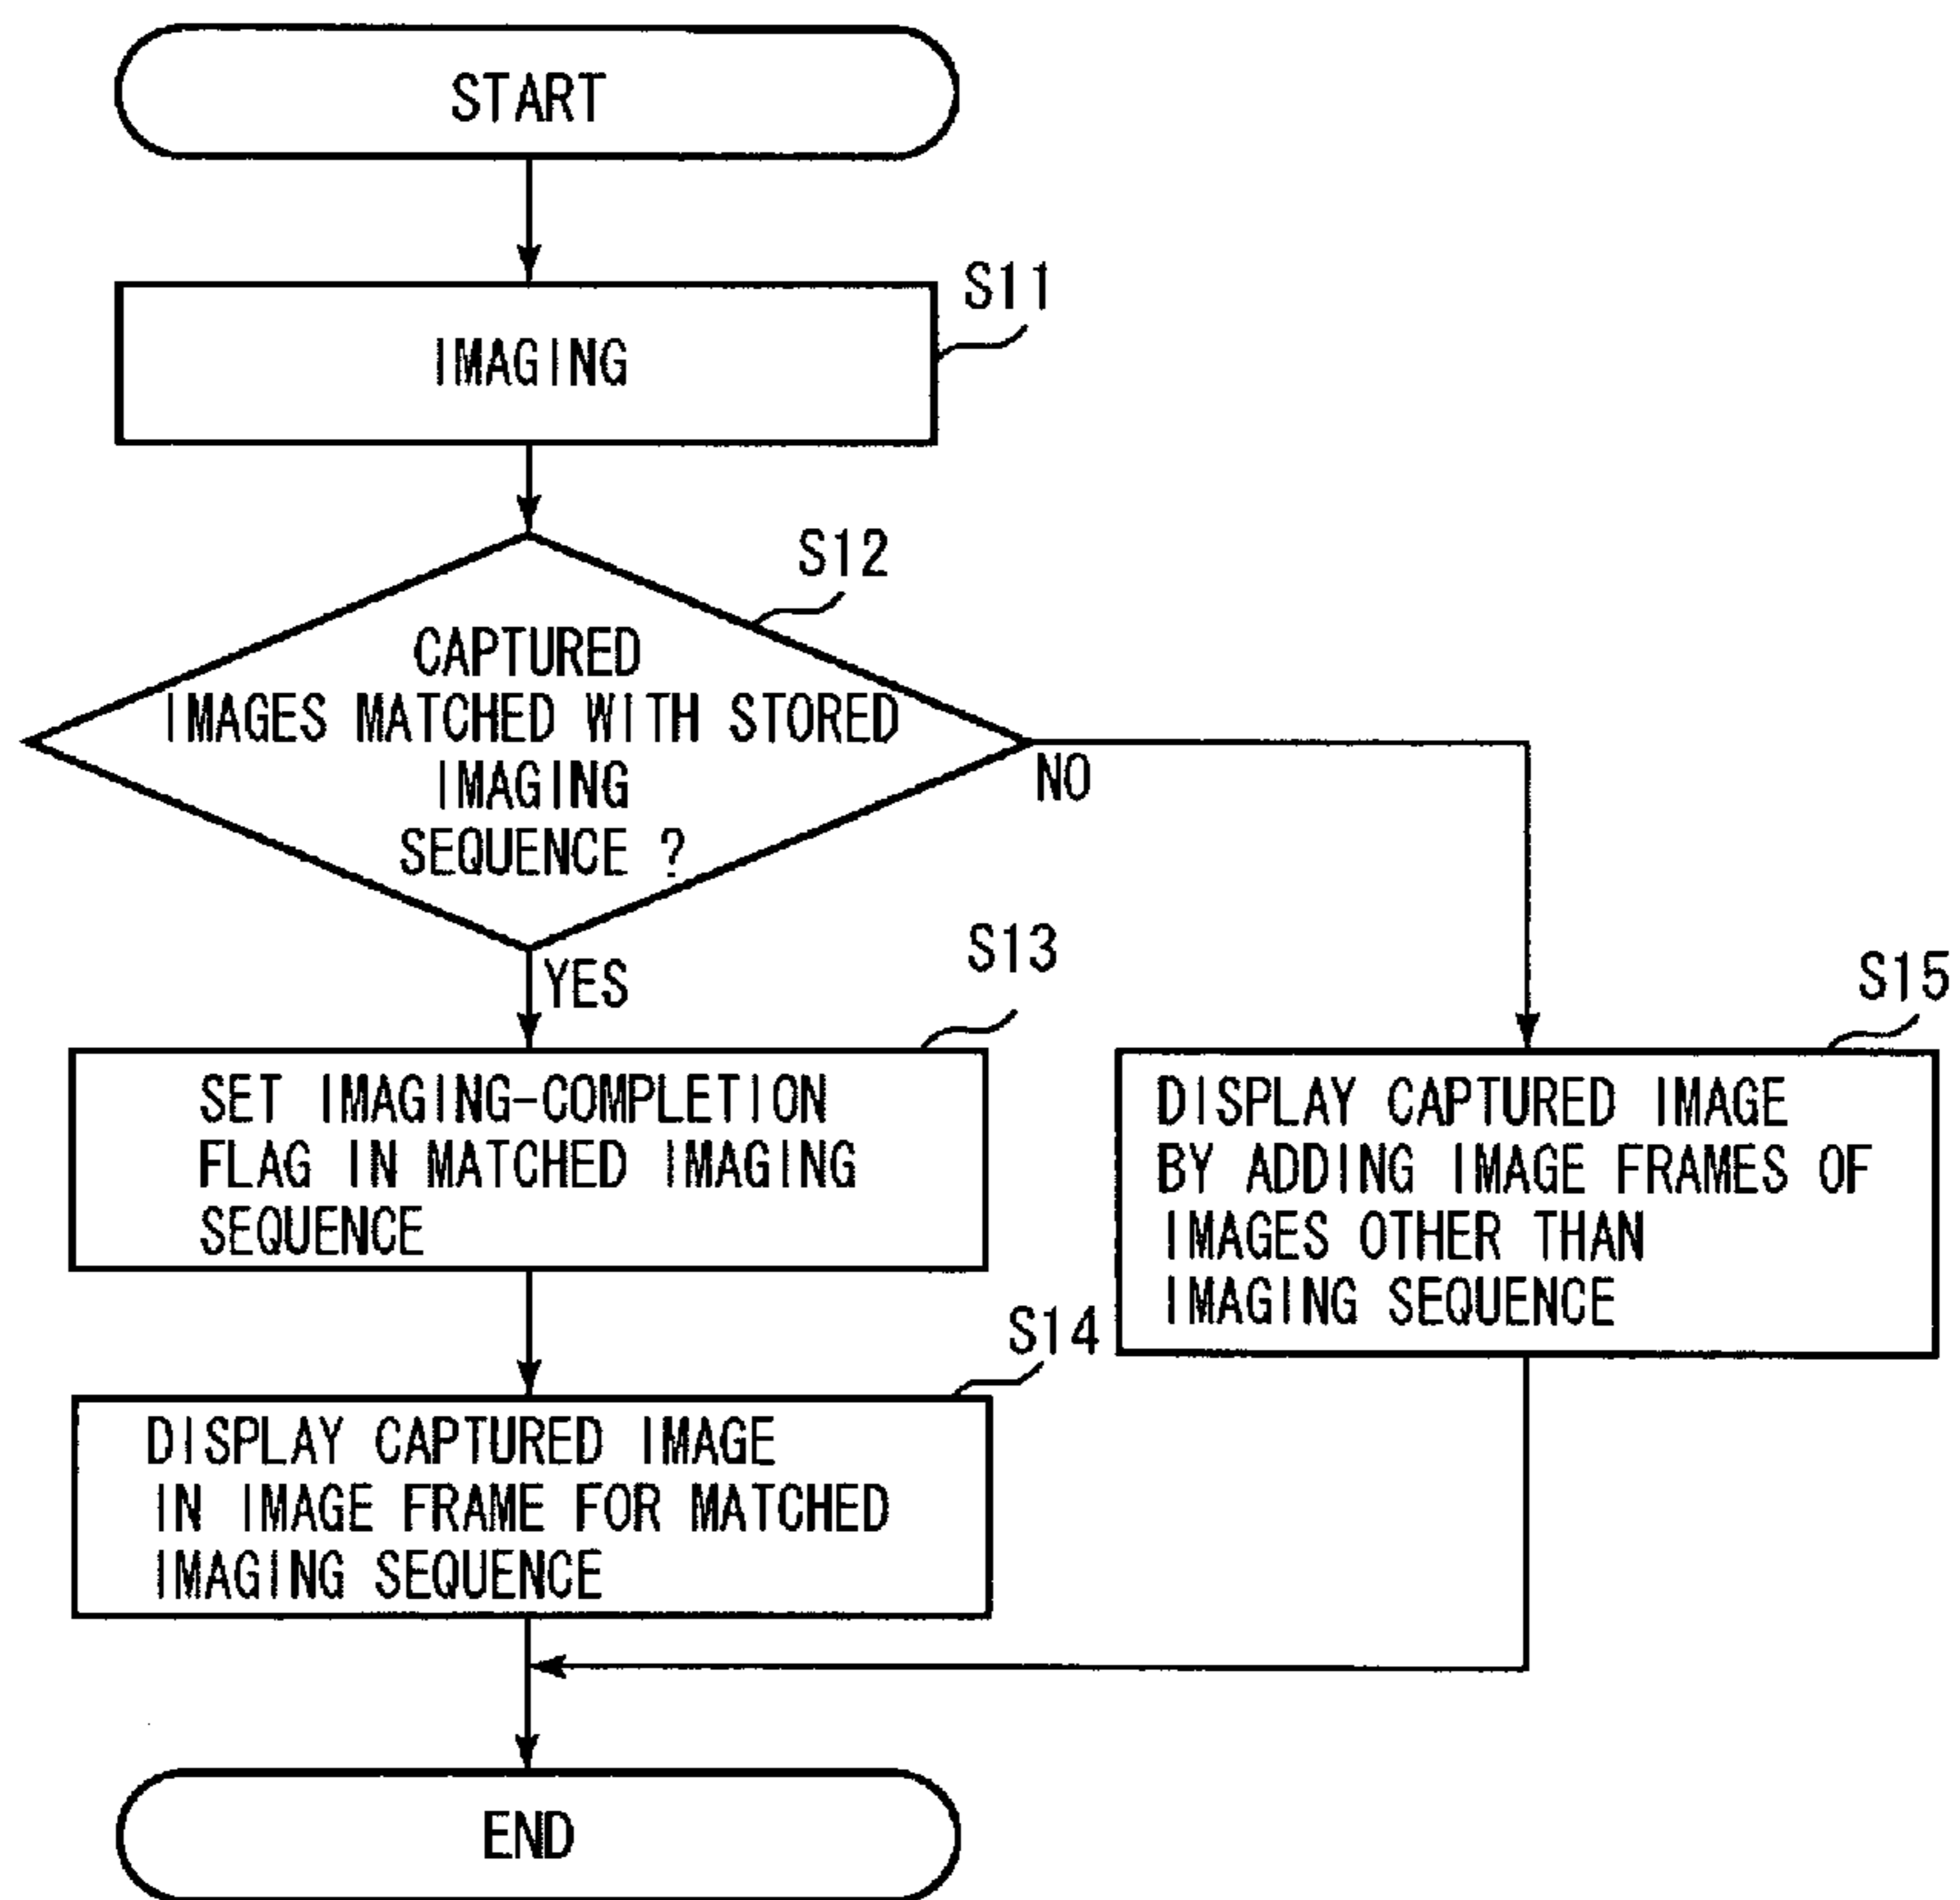 START
IMAGING
S11
S12
CAPTURED
IMAGES MATCHED WITH STORED
IMAGING
SEQUENCE ?
NO
YES
S13
SET IMAGING-COMPLETION
FLAG IN MATCHED IMAGING
SEQUENCE
S15
DISPLAY CAPTURED IMAGE
BY ADDING IMAGE FRAMES OF
IMAGES OTHER THAN
IMAGING SEQUENCE
S14
DISPLAY CAPTURED IMAGE
IN IMAGE FRAME FOR MATCHED
IMAGING SEQUENCE
END